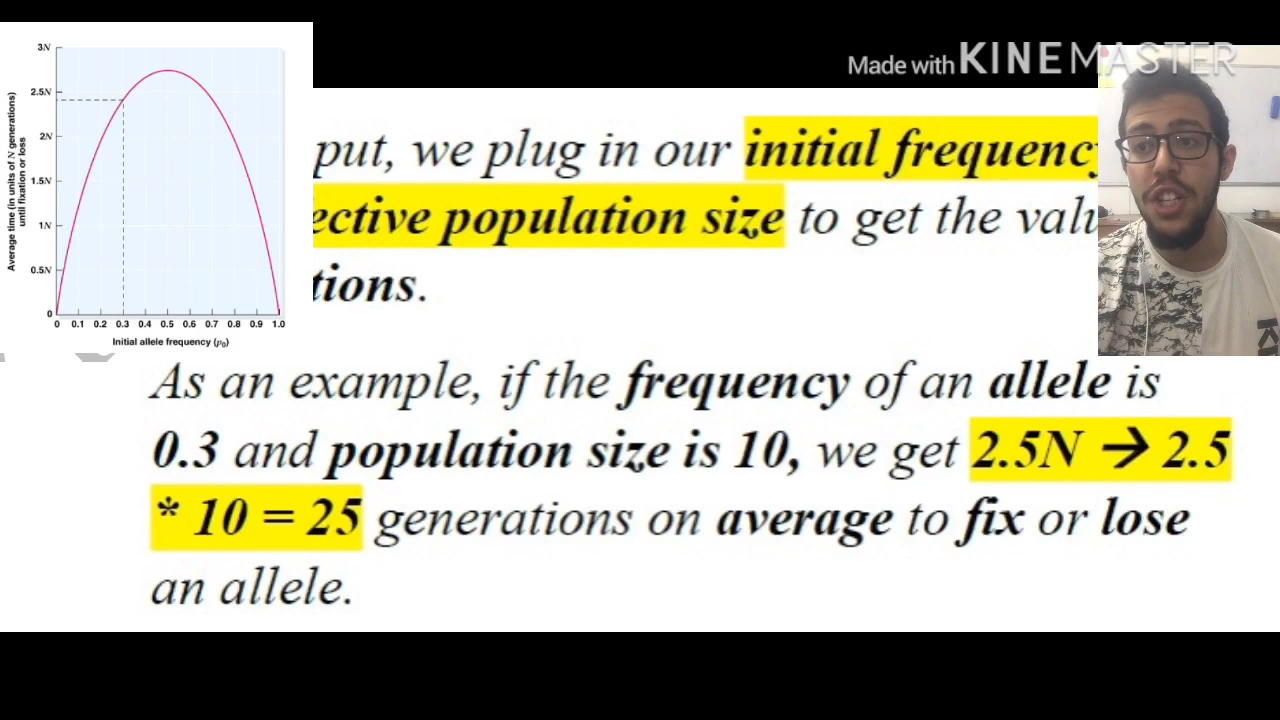 Made with KINEMASTER
3N
2.5N
2N
1.5N
1N
0.5N
0
0 0.1 0.2 0.3 0.4 0.5 0.6 0.7 0.8 0.9 1.0
Initial allele frequency (p₀)
Average time (in units of N generations)
until fixation or loss
put, we plug in our initial frequenc
ective population size to get the valu
tions.
As an example, if the frequency of an allele is
0.3 and population size is 10, we get 2.5N → 2.5
* 10 = 25 generations on average to fix or lose
an allele.